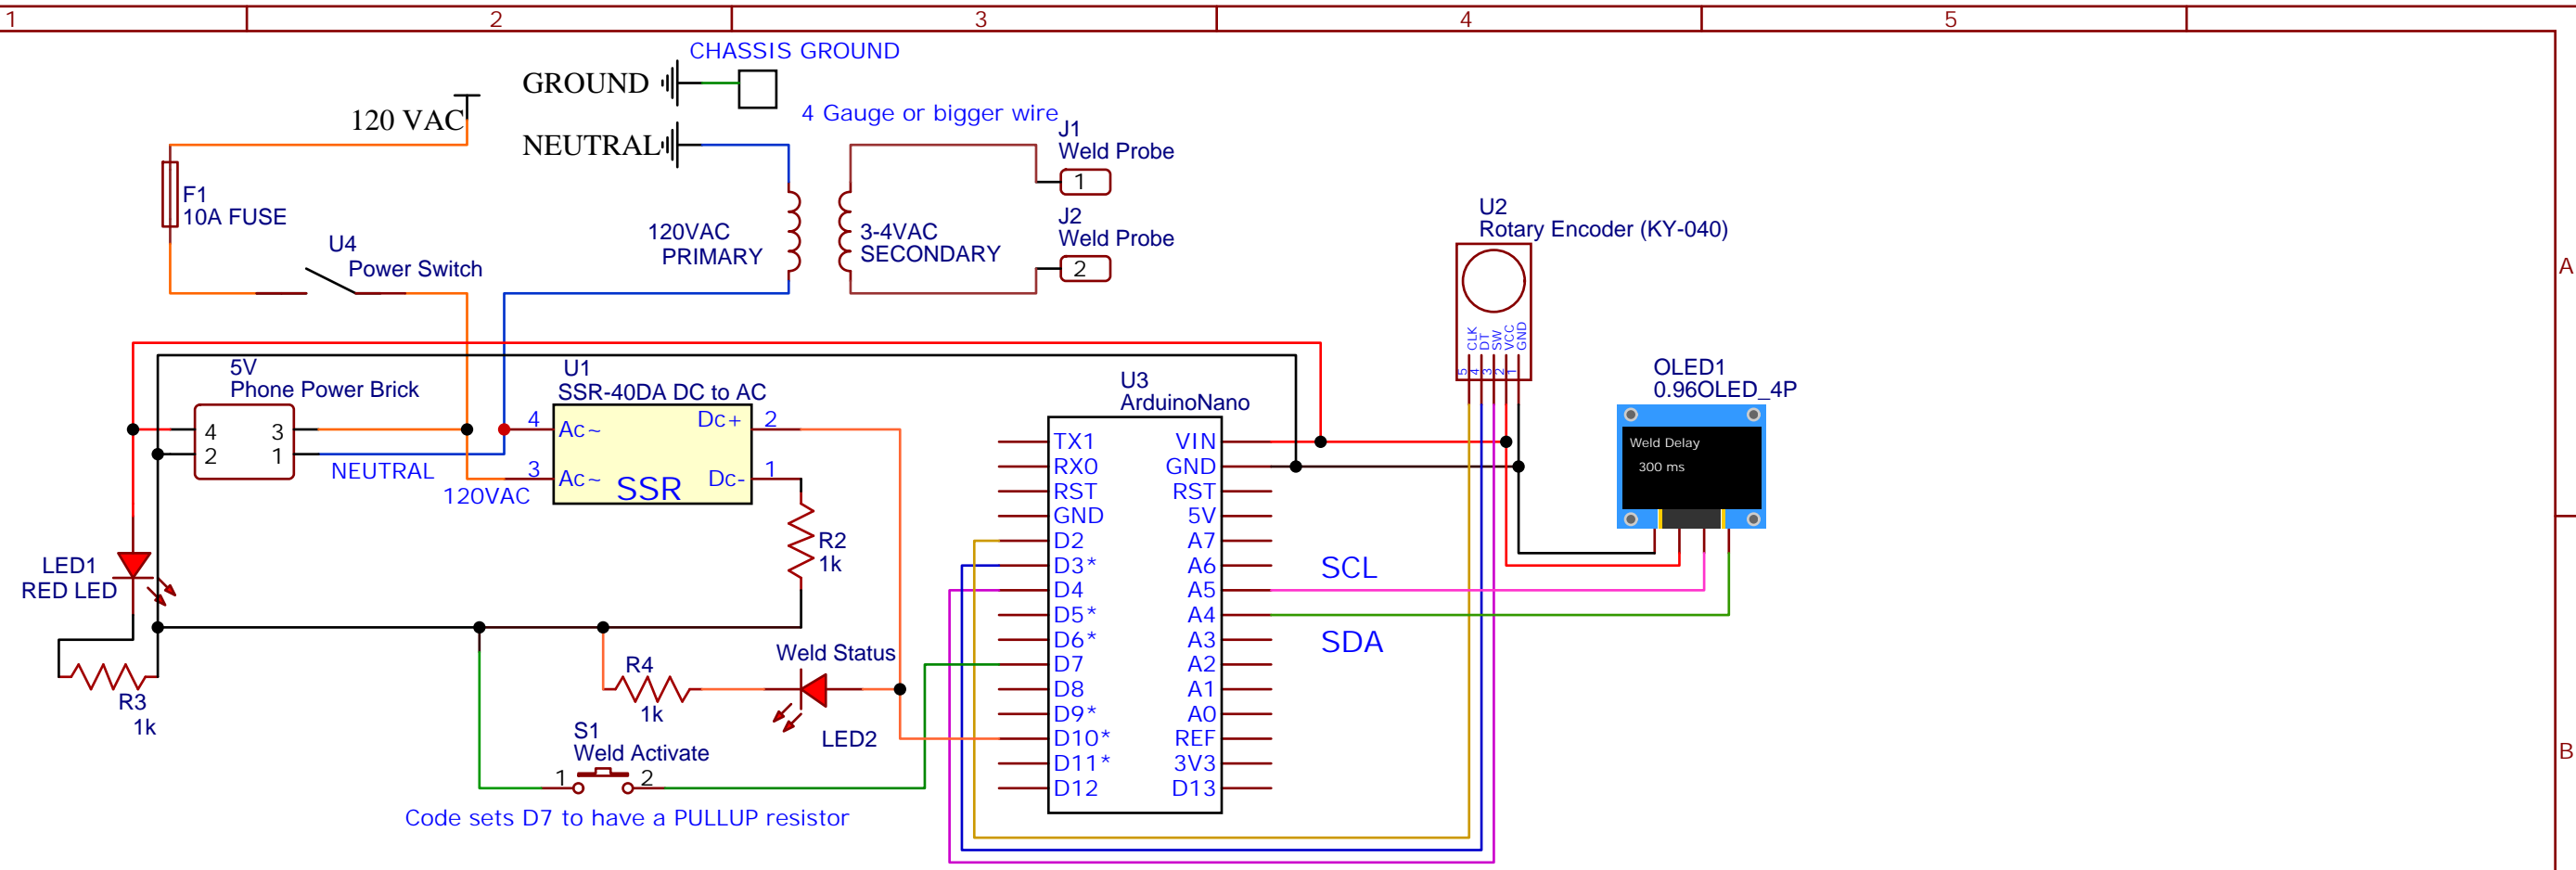 1 2 3 4 5
CHASSIS GROUND
GROUND
4 Gauge or bigger wire
120 VAC
NEUTRAL
J1
Weld Probe
1
F1
10A FUSE
U4
Power Switch
120VAC
PRIMARY
3-4VAC
SECONDARY
J2
Weld Probe
2
U2
Rotary Encoder (KY-040)
CLK
DT
SW
VCC
GND
5 4 3 2 1
A
5V
Phone Power Brick
4 3
2 1
NEUTRAL
120VAC
U1
SSR-40DA DC to AC
4 Ac~ Dc+ 2
3 Ac~ SSR Dc- 1
U3
ArduinoNano
TX1 VIN
RX0 GND
RST RST
GND 5V
D2 A7
D3* A6
D4 A5
D5* A4
D6* A3
D7 A2
D8 A1
D9* A0
D10* REF
D11* 3V3
D12 D13
OLED1
0.96OLED_4P
Weld Delay
300 ms
SCL
SDA
LED1
RED LED
R2
1k
R3
1k
R4
1k
Weld Status
LED2
S1
Weld Activate
1 2
Code sets D7 to have a PULLUP resistor
B